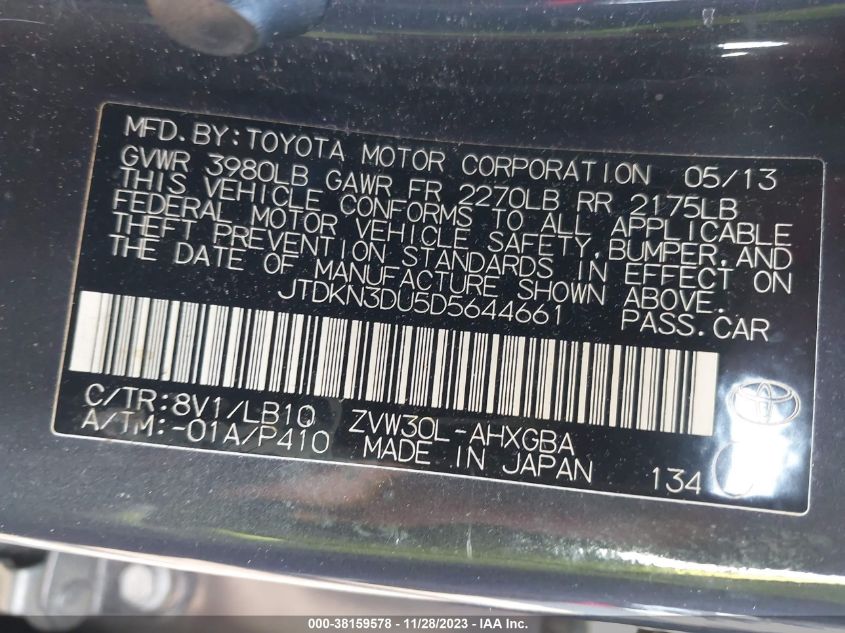 MFD.BY:TOYOTA MOTOR CORPORATION 05/13
GVWR 3980LB GAWR FR 2270LB RR 2175LB
THIS VEHICLE CONFORMS TO ALL APPLICABLE
FEDERAL MOTOR VEHICLE SAFETY,BUMPER,AND
THEFT PREVENTION STANDARDS IN EFFECT ON
THE DATE OF MANUFACTURE SHOWN ABOVE.
JTDKN3DU5D5644661 PASS.CAR
C/TR:8V1/LB10 ZVW30L-AHXGBA
A/TM:-01A/P410 MADE IN JAPAN 134
000-38159578 - 11/28/2023 - IAA Inc.